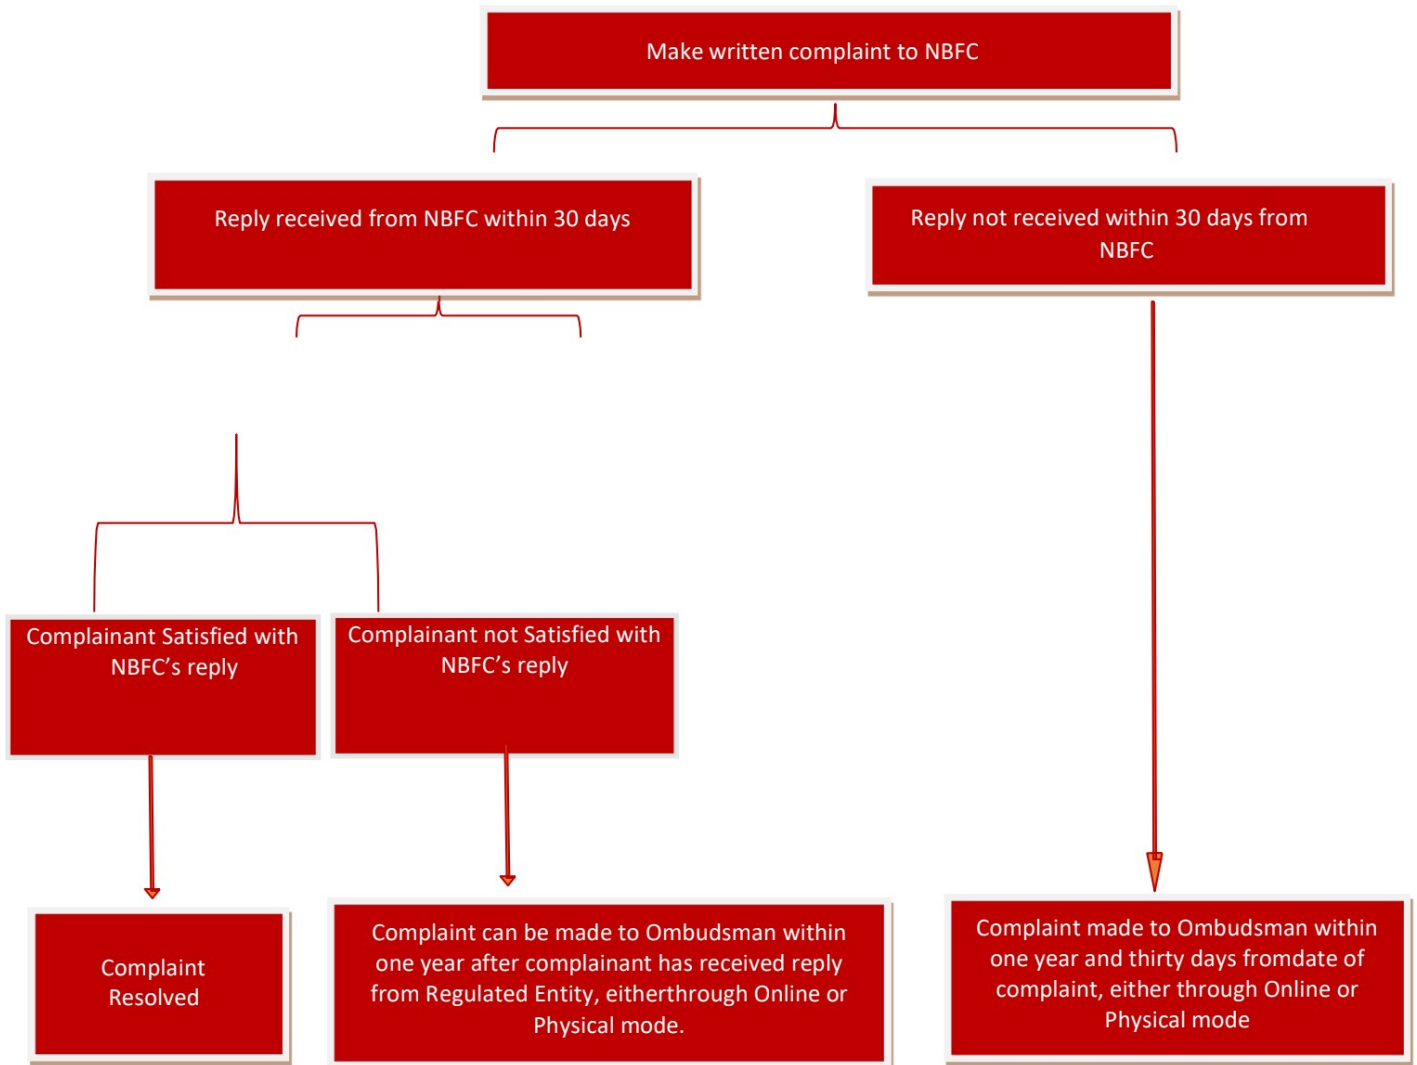 Make written complaint to NBFC
Reply received from NBFC within 30 days
Reply not received within 30 days from
NBFC
Complainant Satisfied with
NBFC’s reply
Complainant not Satisfied with
NBFC’s reply
Complaint
Resolved
Complaint can be made to Ombudsman within
one year after complainant has received reply
from Regulated Entity, eitherthrough Online or
Physical mode.
Complaint made to Ombudsman within
one year and thirty days fromdate of
complaint, either through Online or
Physical mode